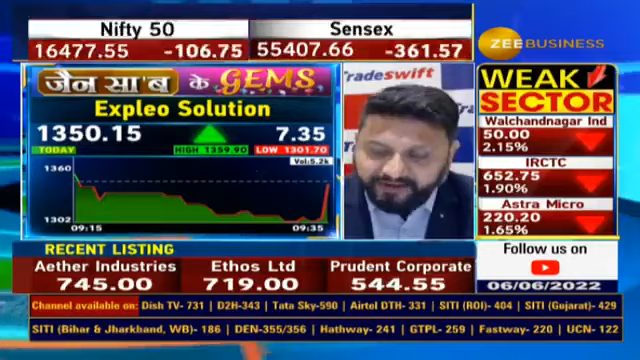 Nifty 50
16477.55 -106.75
Sensex
55407.66 -361.57
ZEE BUSINESS
जैन सा'ब के GEMS
Expleo Solution
1350.15 7.35
TODAY HIGH 1359.90 LOW 1301.70
Vol:5.2k
1360
1302
09:15 09:35
Tradeswift
WEAK
SECTOR
Walchandnagar Ind
50.00
2.15%
IRCTC
652.75
1.90%
Astra Micro
220.20
1.65%
RECENT LISTING
Aether Industries
745.00
Ethos Ltd
719.00
Prudent Corporate
544.55
Follow us on
06/06/2022
Channel available on: Dish TV- 731 | D2H-343 | Tata Sky-590 | Airtel DTH- 331 | SITI (ROI)- 404 | SITI (Gujarat)- 429
SITI (Bihar & Jharkhand, WB)- 186 | DEN-355/356 | Hathway- 241 | GTPL- 259 | Fastway- 220 | UCN- 122